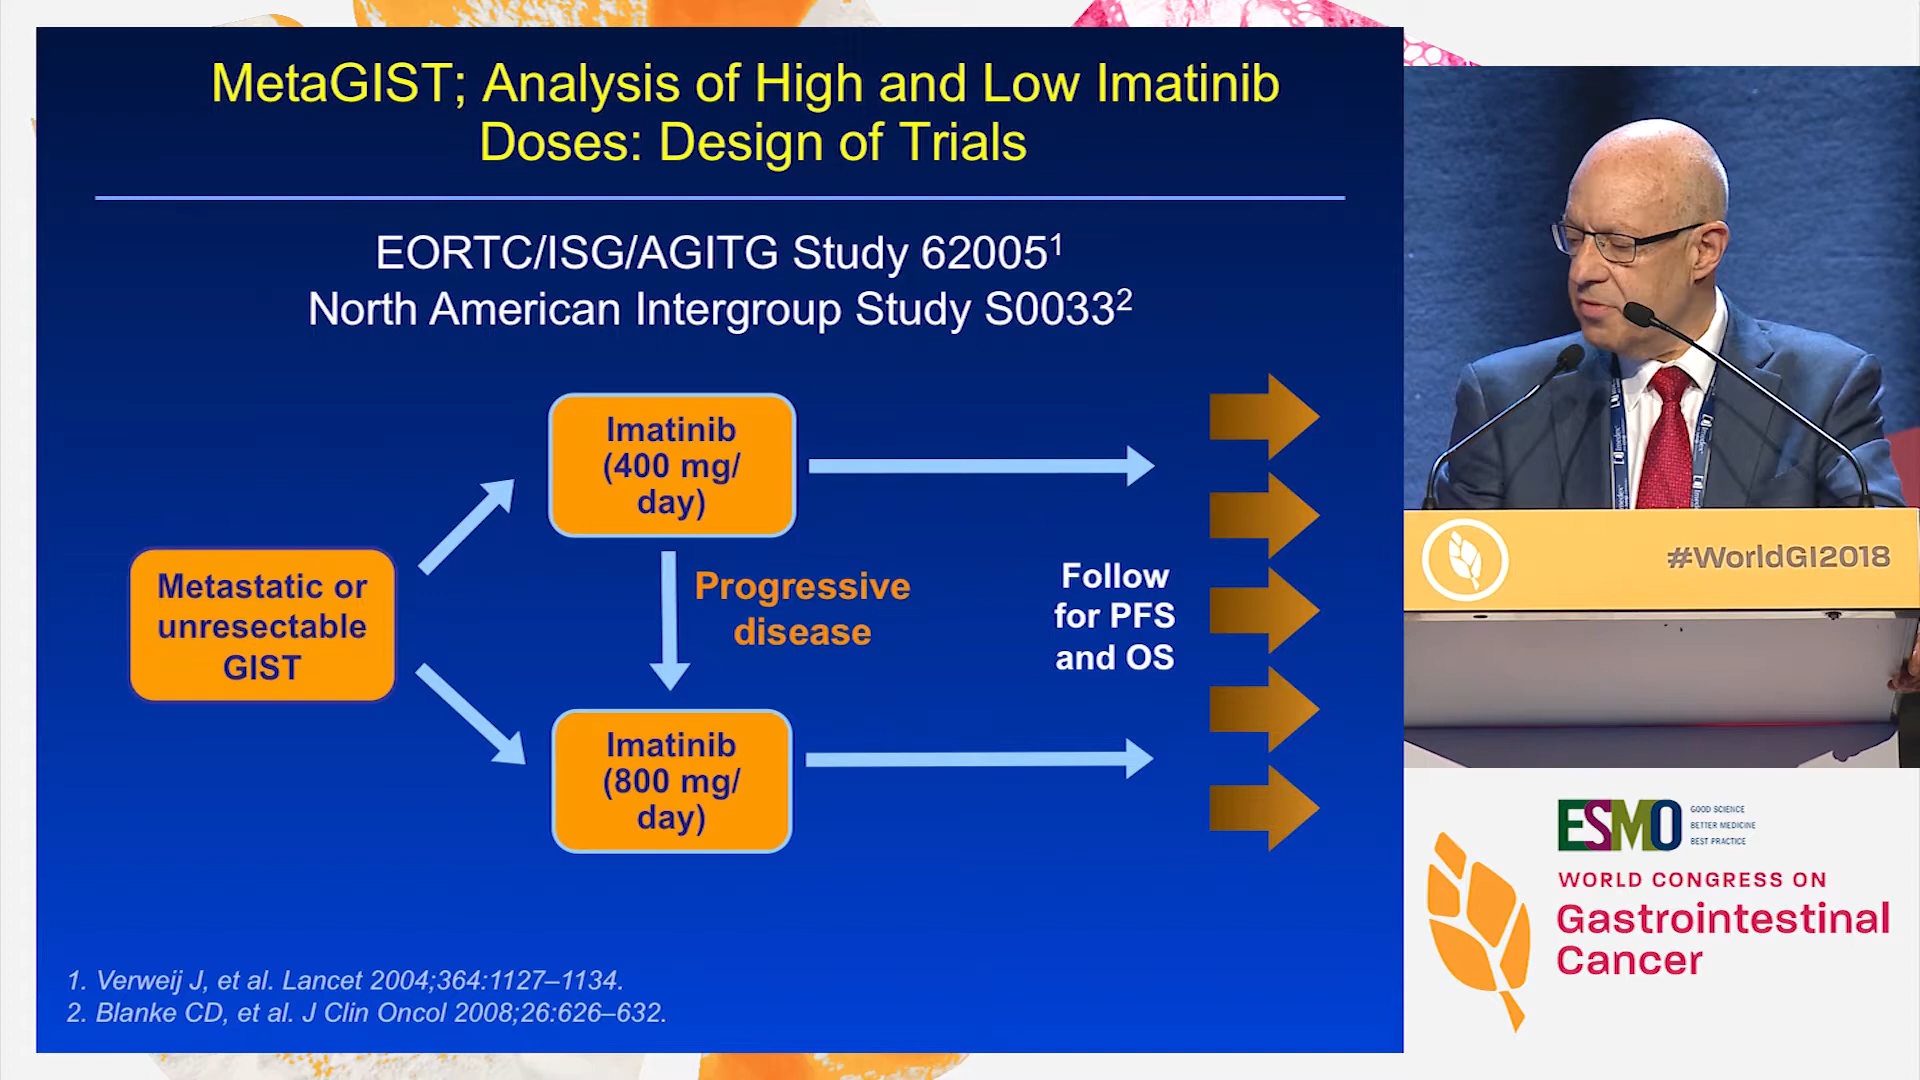 MetaGIST; Analysis of High and Low Imatinib
Doses: Design of Trials
EORTC/ISG/AGITG Study 62005¹
North American Intergroup Study S0033²
Metastatic or
unresectable
GIST
Imatinib
(400 mg/
day)
Progressive
disease
Imatinib
(800 mg/
day)
Follow
for PFS
and OS
1. Verweij J, et al. Lancet 2004;364:1127–1134.
2. Blanke CD, et al. J Clin Oncol 2008;26:626–632.
#WorldGI2018
ESMO
GOOD SCIENCE
BETTER MEDICINE
BEST PRACTICE
WORLD CONGRESS ON
Gastrointestinal
Cancer